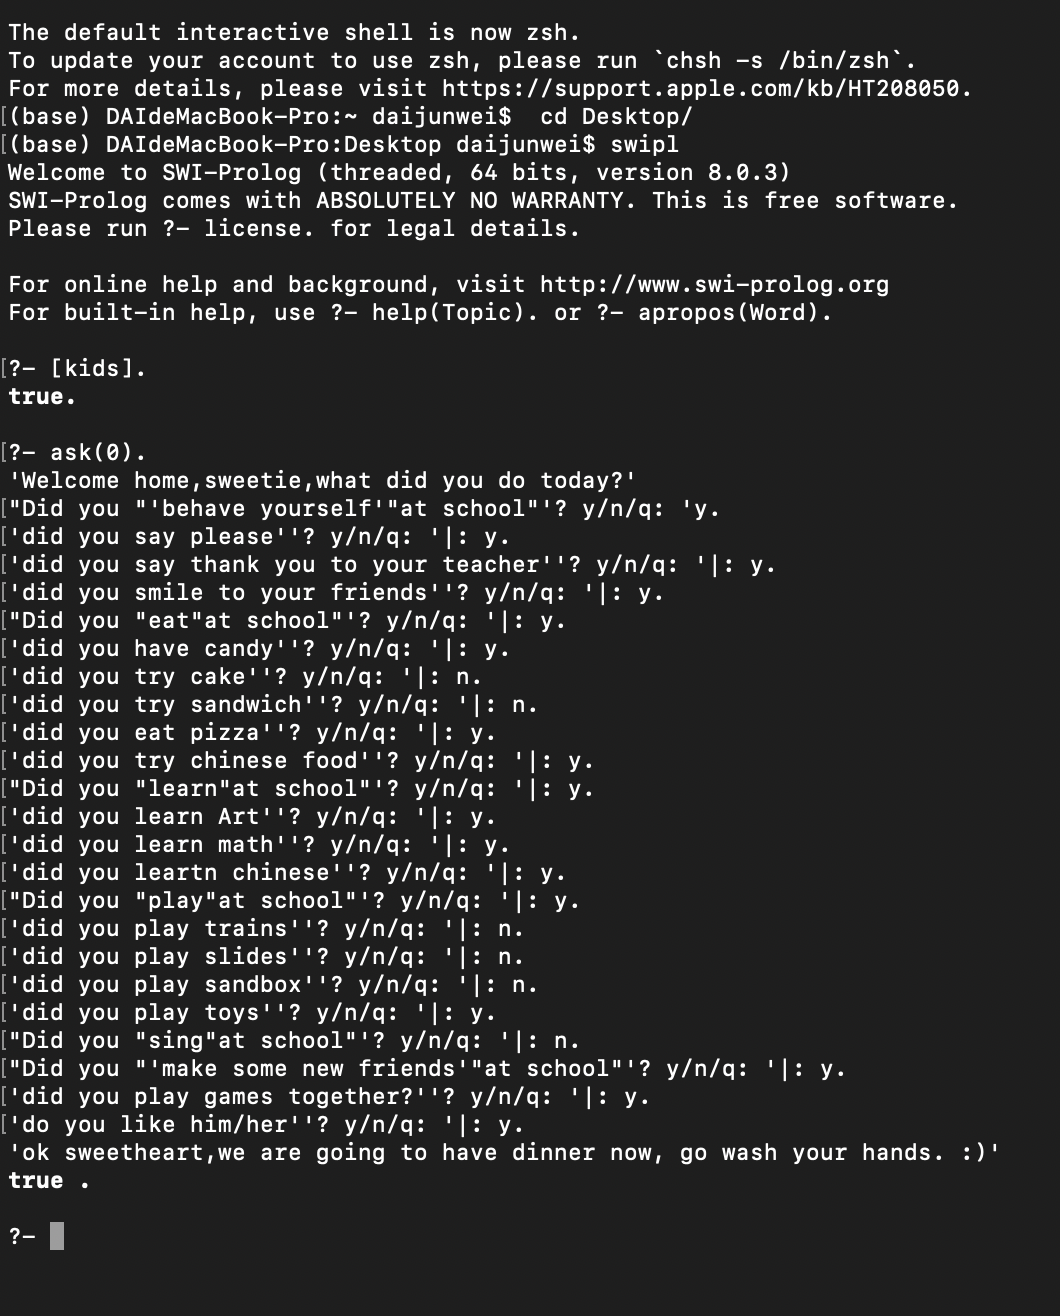 The default interactive shell is now zsh.
To update your account to use zsh, please run `chsh -s /bin/zsh`.
For more details, please visit https://support.apple.com/kb/HT208050.
[(base) DAIdeMacBook-Pro:~ daijunwei$  cd Desktop/
[(base) DAIdeMacBook-Pro:Desktop daijunwei$ swipl
Welcome to SWI-Prolog (threaded, 64 bits, version 8.0.3)
SWI-Prolog comes with ABSOLUTELY NO WARRANTY. This is free software.
Please run ?- license. for legal details.

For online help and background, visit http://www.swi-prolog.org
For built-in help, use ?- help(Topic). or ?- apropos(Word).

[?- [kids].
true.

[?- ask(0).
'Welcome home,sweetie,what did you do today?'
["Did you "'behave yourself'"at school"'? y/n/q: 'y.
['did you say please''? y/n/q: '|: y.
['did you say thank you to your teacher''? y/n/q: '|: y.
['did you smile to your friends''? y/n/q: '|: y.
["Did you "eat"at school"'? y/n/q: '|: y.
['did you have candy''? y/n/q: '|: y.
['did you try cake''? y/n/q: '|: n.
['did you try sandwich''? y/n/q: '|: n.
['did you eat pizza''? y/n/q: '|: y.
['did you try chinese food''? y/n/q: '|: y.
["Did you "learn"at school"'? y/n/q: '|: y.
['did you learn Art''? y/n/q: '|: y.
['did you learn math''? y/n/q: '|: y.
['did you leartn chinese''? y/n/q: '|: y.
["Did you "play"at school"'? y/n/q: '|: y.
['did you play trains''? y/n/q: '|: n.
['did you play slides''? y/n/q: '|: n.
['did you play sandbox''? y/n/q: '|: n.
['did you play toys''? y/n/q: '|: y.
["Did you "sing"at school"'? y/n/q: '|: n.
["Did you "'make some new friends'"at school"'? y/n/q: '|: y.
['did you play games together?''? y/n/q: '|: y.
['do you like him/her''? y/n/q: '|: y.
'ok sweetheart,we are going to have dinner now, go wash your hands. :)'
true .

?-